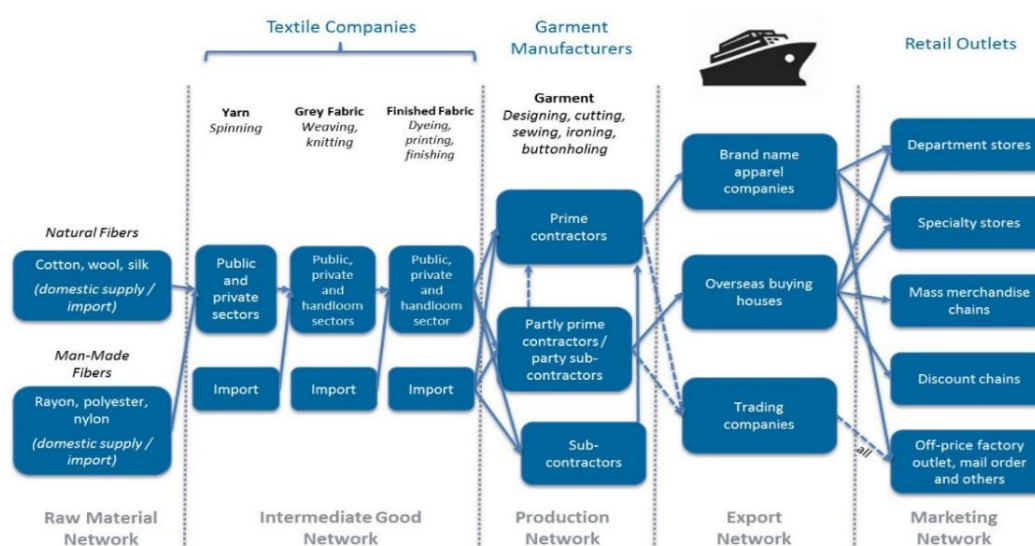 Textile Companies
Garment
Manufacturers
Retail Outlets
Yarn
Spinning
Grey Fabric
Weaving,
knitting
Finished Fabric
Dyeing,
printing,
finishing
Garment
Designing, cutting,
sewing, ironing,
buttonholing
Natural Fibers
Cotton, wool, silk
(domestic supply /
import)
Man-Made
Fibers
Rayon, polyester,
nylon
(domestic supply /
import)
Public
and
private
sectors
Import
Public,
private
and
handloom
sectors
Import
Public,
private
and
handloom
sector
Import
Prime
contractors
Partly prime
contractors /
party sub-
contractors
Sub-
contractors
Brand name
apparel
companies
Overseas buying
houses
Trading
companies
all
Department stores
Specialty stores
Mass merchandise
chains
Discount chains
Off-price factory
outlet, mail order
and others
Raw Material
Network
Intermediate Good
Network
Production
Network
Export
Network
Marketing
Network